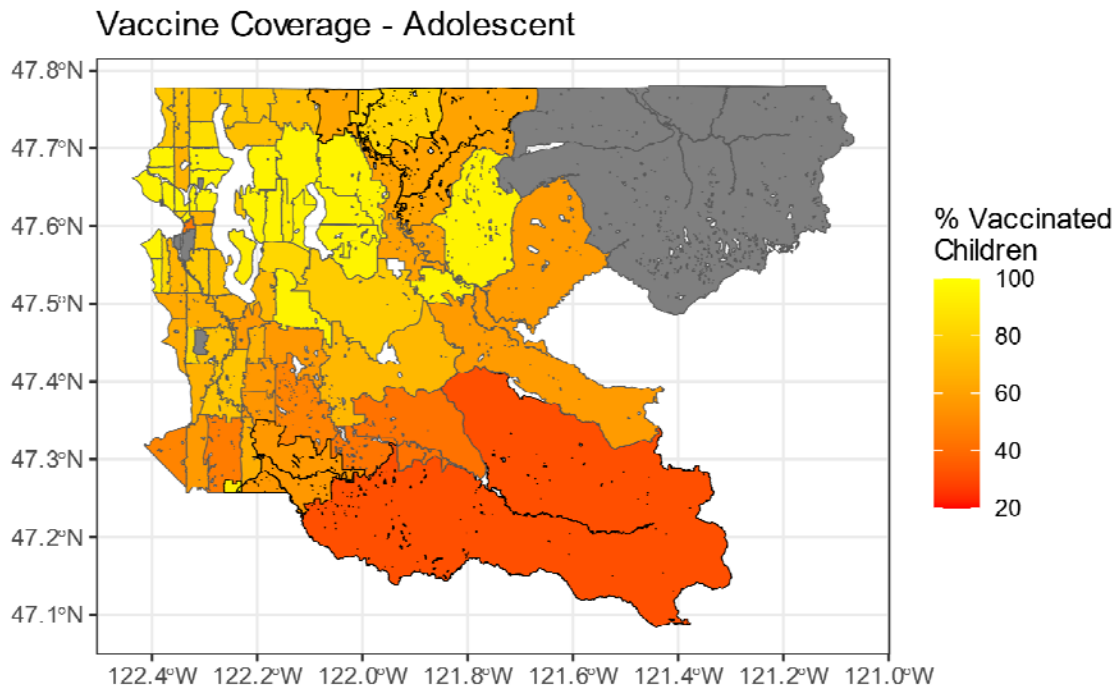 Vaccine Coverage - Adolescent
47.8°N
47.7°N
47.6°N
47.5°N
47.4°N
47.3°N
47.2°N
47.1°N
122.4°W 122.2°W 122.0°W 121.8°W 121.6°W 121.4°W 121.2°W 121.0°W
% Vaccinated
Children
100
80
60
40
20